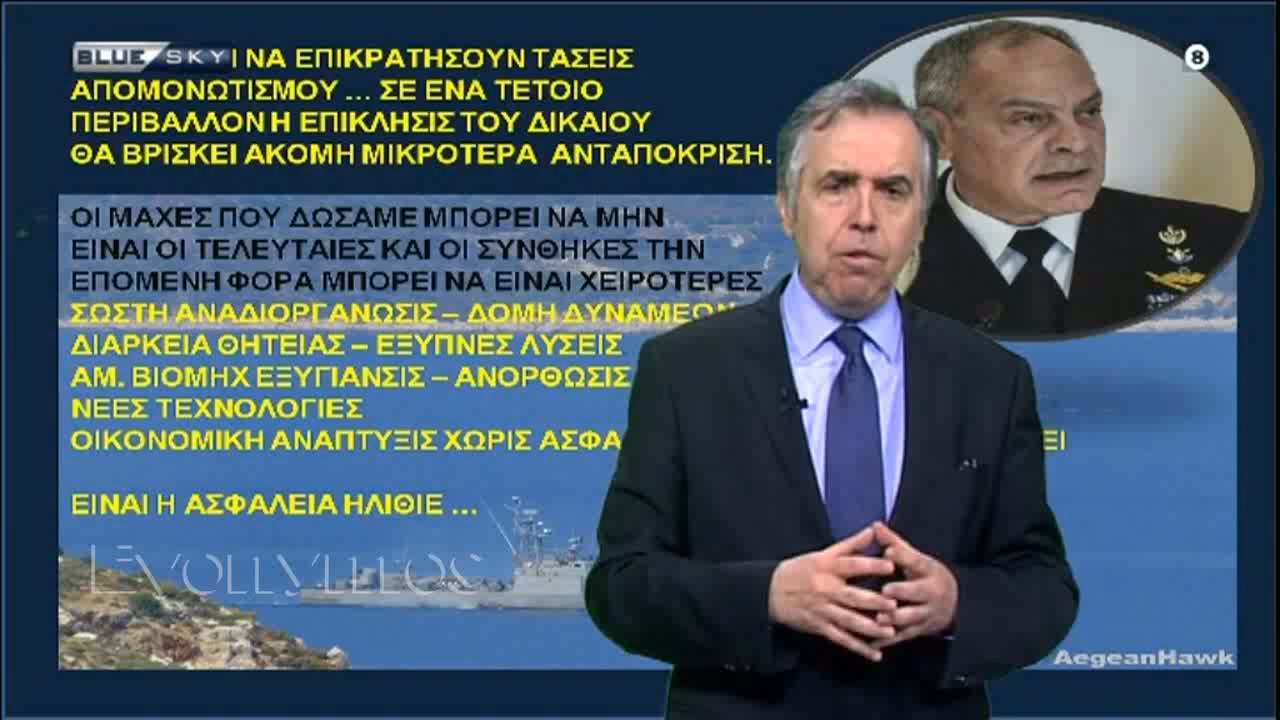 BLUE SKY
Ι ΝΑ ΕΠΙΚΡΑΤΗΣΟΥΝ ΤΑΣΕΙΣ
ΑΠΟΜΟΝΩΤΙΣΜΟΥ ... ΣΕ ΕΝΑ ΤΕΤΟΙΟ
ΠΕΡΙΒΑΛΛΟΝ Η ΕΠΙΚΛΗΣΙΣ ΤΟΥ ΔΙΚΑΙΟΥ
ΘΑ ΒΡΙΣΚΕΙ ΑΚΟΜΗ ΜΙΚΡΟΤΕΡΑ ΑΝΤΑΠΟΚΡΙΣΗ.
8
ΟΙ ΜΑΧΕΣ ΠΟΥ ΔΩΣΑΜΕ ΜΠΟΡΕΙ ΝΑ ΜΗΝ
ΕΙΝΑΙ ΟΙ ΤΕΛΕΥΤΑΙΕΣ ΚΑΙ ΟΙ ΣΥΝΘΗΚΕΣ ΤΗΝ
ΕΠΟΜΕΝΗ ΦΟΡΑ ΜΠΟΡΕΙ ΝΑ ΕΙΝΑΙ ΧΕΙΡΟΤΕΡΕΣ
ΣΩΣΤΗ ΑΝΑΔΙΟΡΓΑΝΩΣΙΣ – ΔΟΜΗ ΔΥΝΑΜΕΩΝ
ΔΙΑΡΚΕΙΑ ΘΗΤΕΙΑΣ – ΕΞΥΠΝΕΣ ΛΥΣΕΙΣ
ΑΜ. ΒΙΟΜΗΧ ΕΞΥΓΙΑΝΣΙΣ – ΑΝΟΡΘΩΣΙΣ
ΝΕΕΣ ΤΕΧΝΟΛΟΓΙΕΣ
ΟΙΚΟΝΟΜΙΚΗ ΑΝΑΠΤΥΞΙΣ ΧΩΡΙΣ ΑΣΦΑ
ΕΙΝΑΙ Η ΑΣΦΑΛΕΙΑ ΗΛΙΘΙΕ ...
AegeanHawk